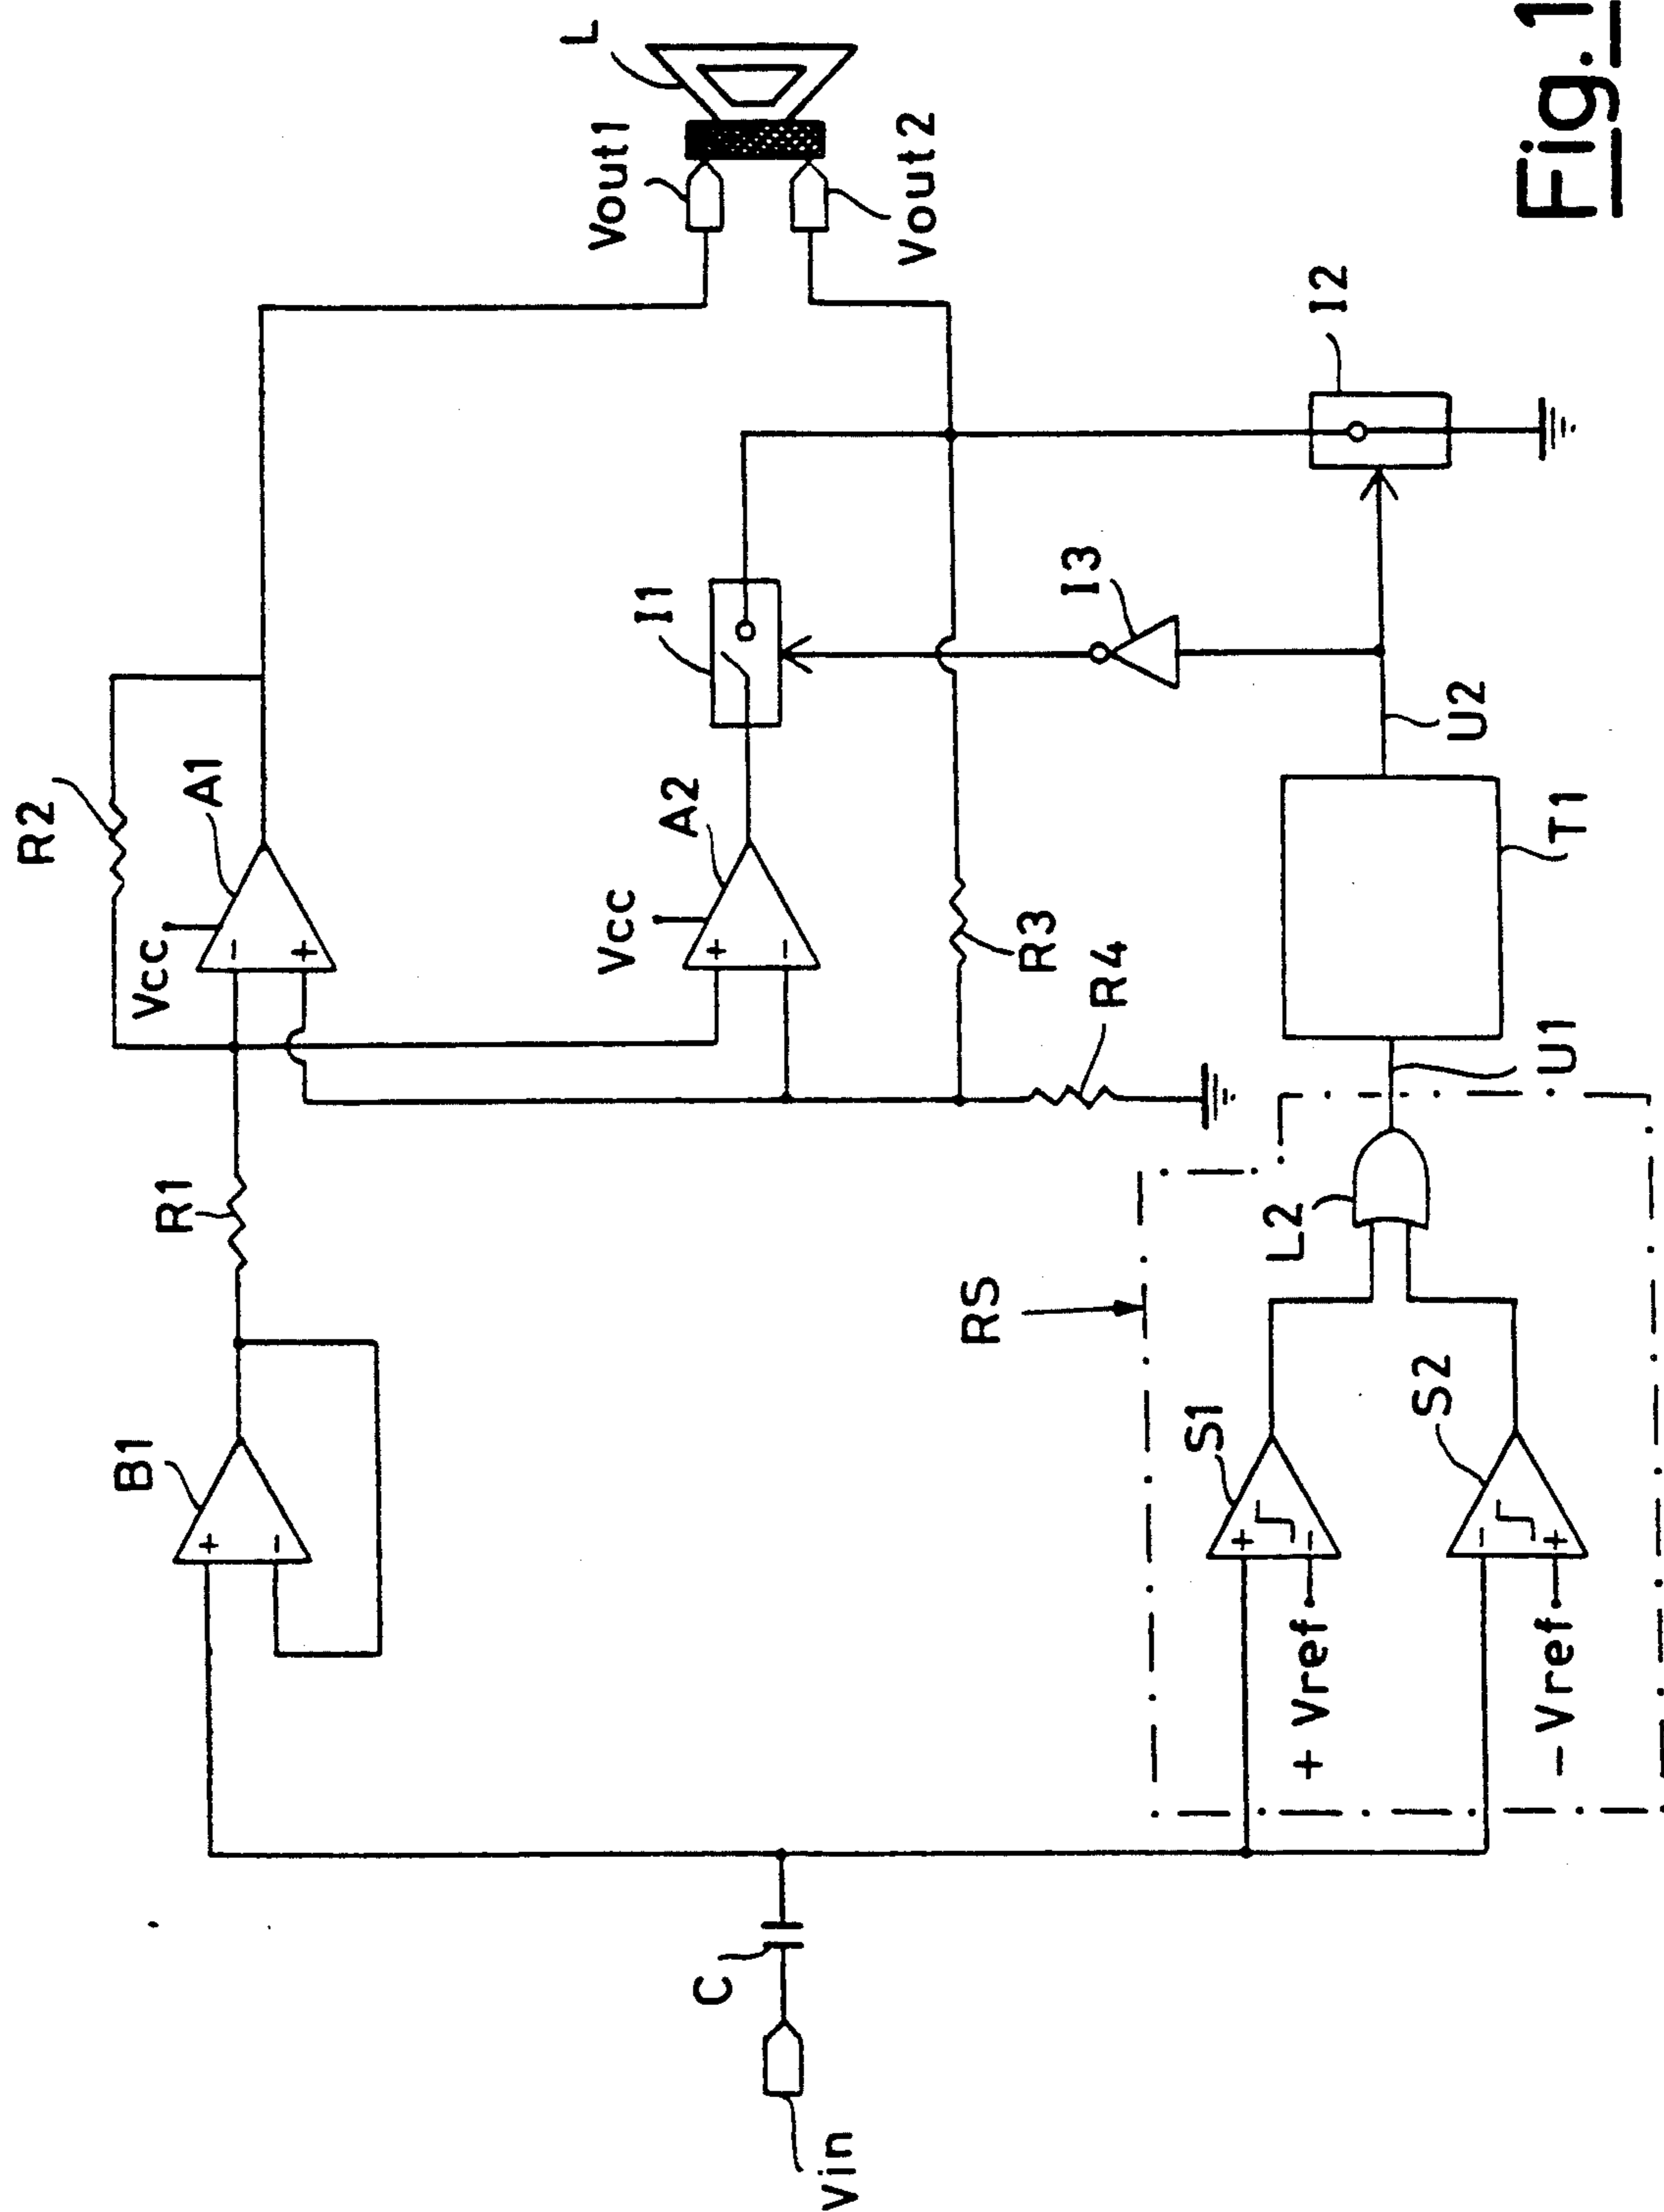 R2
A1
Vcc
-
+
R1
B1
+
-
L
Vout1
Vout2
I1
A2
Vcc
+
-
R3
R4
C
Vin
I3
I2
U2
T1
U1
RS
L2
S1
+
-
+ Vref
S2
-
+
- Vref
Fig. 1